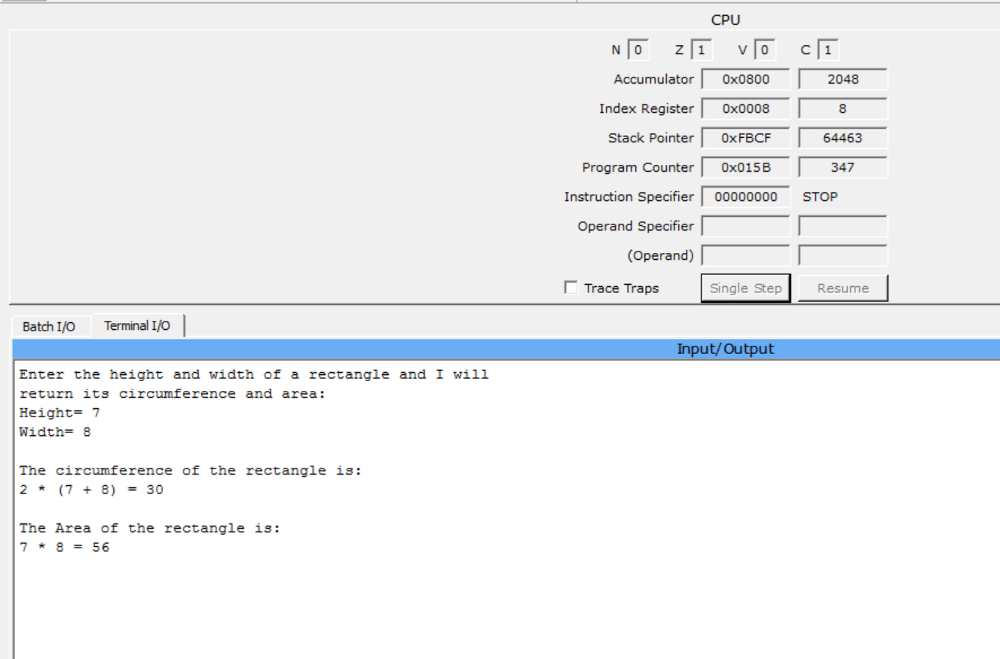 CPU
N 0 Z 1 V 0 C 1
Accumulator 0x0800 2048
Index Register 0x0008 8
Stack Pointer 0xFBCF 64463
Program Counter 0x015B 347
Instruction Specifier 00000000 STOP
Operand Specifier
(Operand)
Trace Traps Single Step Resume
Batch I/O Terminal I/O
Input/Output
Enter the height and width of a rectangle and I will
return its circumference and area:
Height= 7
Width= 8
The circumference of the rectangle is:
2 * (7 + 8) = 30
The Area of the rectangle is:
7 * 8 = 56